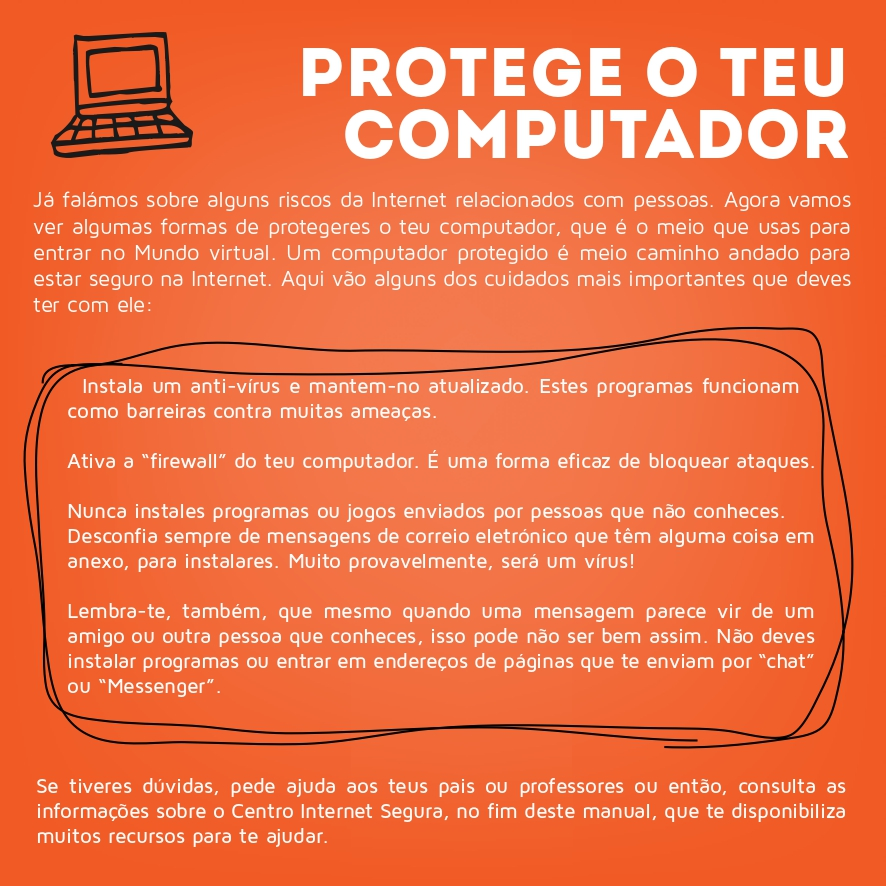 PROTEGE O TEU
COMPUTADOR
Já falámos sobre alguns riscos da Internet relacionados com pessoas. Agora vamos
ver algumas formas de protegeres o teu computador, que é o meio que usas para
entrar no Mundo virtual. Um computador protegido é meio caminho andado para
estar seguro na Internet. Aqui vão alguns dos cuidados mais importantes que deves
ter com ele:
Instala um anti-vírus e mantem-no atualizado. Estes programas funcionam
como barreiras contra muitas ameaças.
Ativa a “firewall” do teu computador. É uma forma eficaz de bloquear ataques.
Nunca instales programas ou jogos enviados por pessoas que não conheces.
Desconfia sempre de mensagens de correio eletrónico que têm alguma coisa em
anexo, para instalares. Muito provavelmente, será um vírus!
Lembra-te, também, que mesmo quando uma mensagem parece vir de um
amigo ou outra pessoa que conheces, isso pode não ser bem assim. Não deves
instalar programas ou entrar em endereços de páginas que te enviam por “chat”
ou “Messenger”.
Se tiveres dúvidas, pede ajuda aos teus pais ou professores ou então, consulta as
informações sobre o Centro Internet Segura, no fim deste manual, que te disponibiliza
muitos recursos para te ajudar.